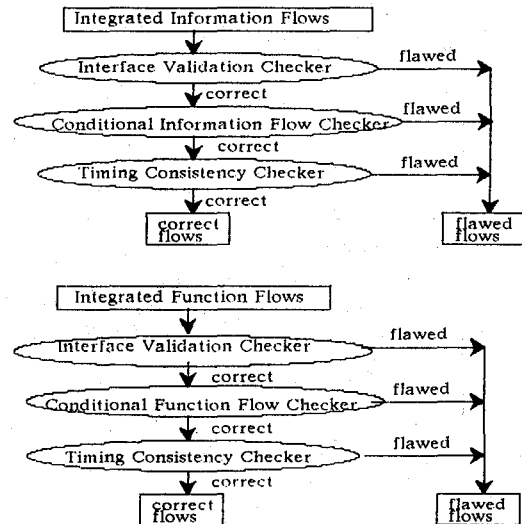 Integrated Information Flows
flawed
Interface Validation Checker
correct
flawed
Conditional Information Flow Checker
correct
flawed
Timing Consistency Checker
correct
correct
flows
flawed
flows
Integrated Function Flows
flawed
Interface Validation Checker
correct
flawed
Conditional Function Flow Checker
correct
flawed
Timing Consistency Checker
correct
correct
flows
flawed
flows